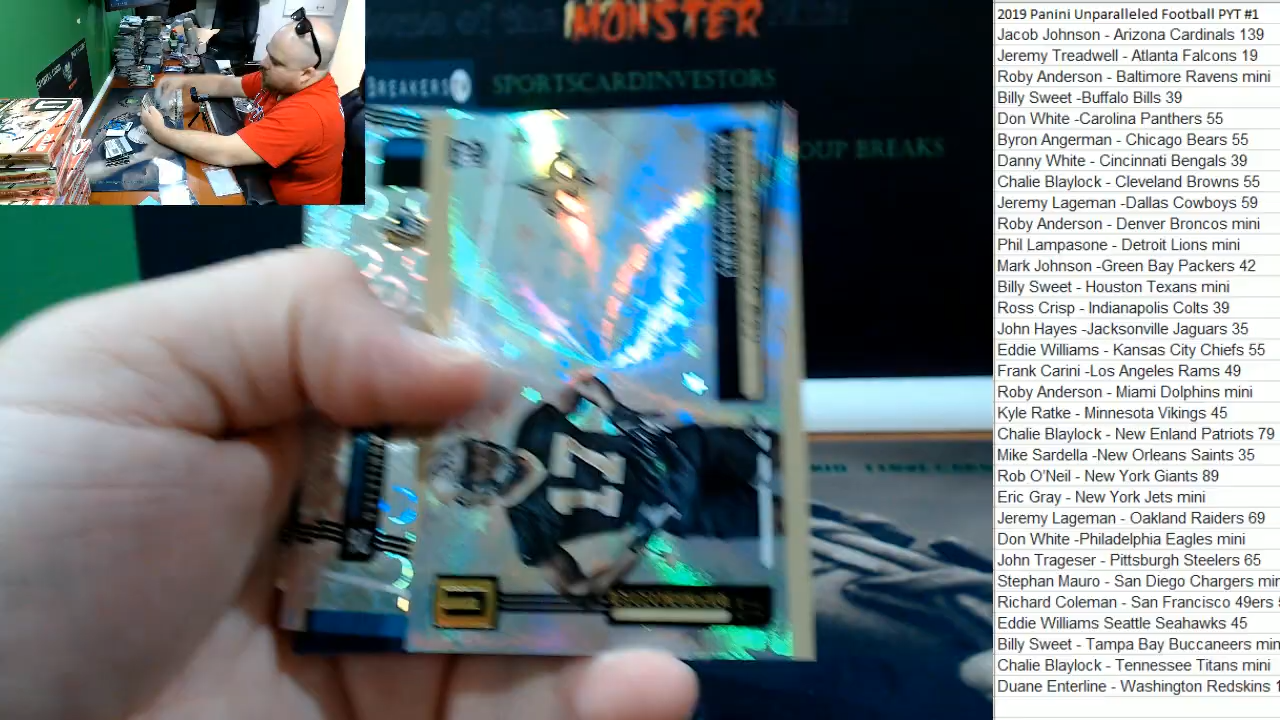 MONSTER
BREAKERS
SPORTSCARDINVESTORS
OUP BREAKS
17
2019 Panini Unparalleled Football PYT #1
Jacob Johnson - Arizona Cardinals 139
Jeremy Treadwell - Atlanta Falcons 19
Roby Anderson - Baltimore Ravens mini
Billy Sweet -Buffalo Bills 39
Don White -Carolina Panthers 55
Byron Angerman - Chicago Bears 55
Danny White - Cincinnati Bengals 39
Chalie Blaylock - Cleveland Browns 55
Jeremy Lageman -Dallas Cowboys 59
Roby Anderson - Denver Broncos mini
Phil Lampasone - Detroit Lions mini
Mark Johnson -Green Bay Packers 42
Billy Sweet - Houston Texans mini
Ross Crisp - Indianapolis Colts 39
John Hayes -Jacksonville Jaguars 35
Eddie Williams - Kansas City Chiefs 55
Frank Carini -Los Angeles Rams 49
Roby Anderson - Miami Dolphins mini
Kyle Ratke - Minnesota Vikings 45
Chalie Blaylock - New Enland Patriots 79
Mike Sardella -New Orleans Saints 35
Rob O'Neil - New York Giants 89
Eric Gray - New York Jets mini
Jeremy Lageman - Oakland Raiders 69
Don White -Philadelphia Eagles mini
John Trageser - Pittsburgh Steelers 65
Stephan Mauro - San Diego Chargers min
Richard Coleman - San Francisco 49ers
Eddie Williams Seattle Seahawks 45
Billy Sweet - Tampa Bay Buccaneers min
Chalie Blaylock - Tennessee Titans mini
Duane Enterline - Washington Redskins 1